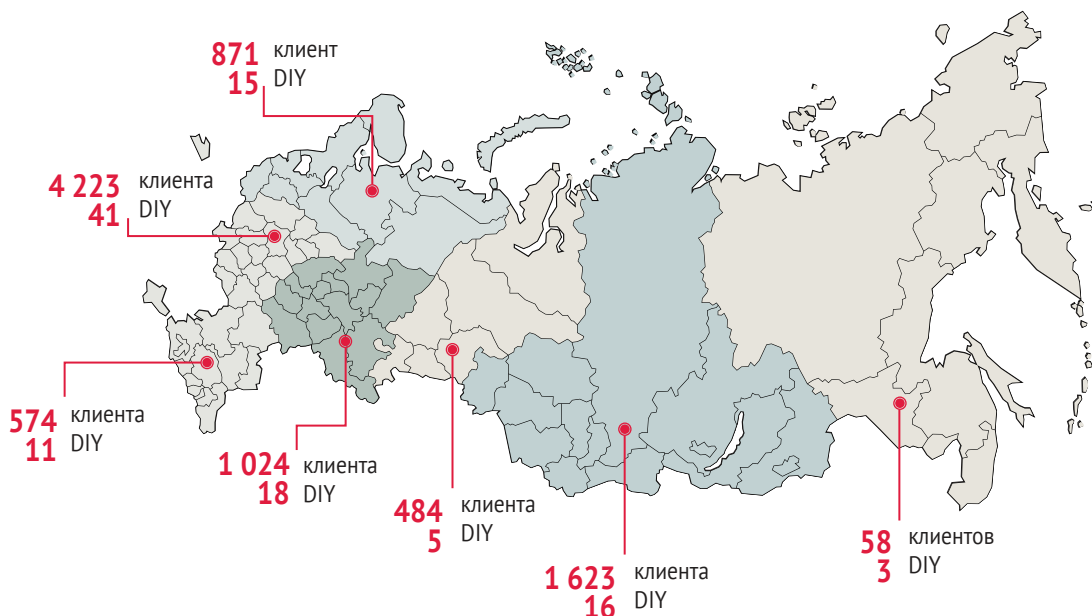 871 клиент
15 DIY
4 223 клиента
41 DIY
574 клиента
11 DIY
1 024 клиента
18 DIY
484 клиента
5 DIY
1 623 клиента
16 DIY
58 клиентов
3 DIY